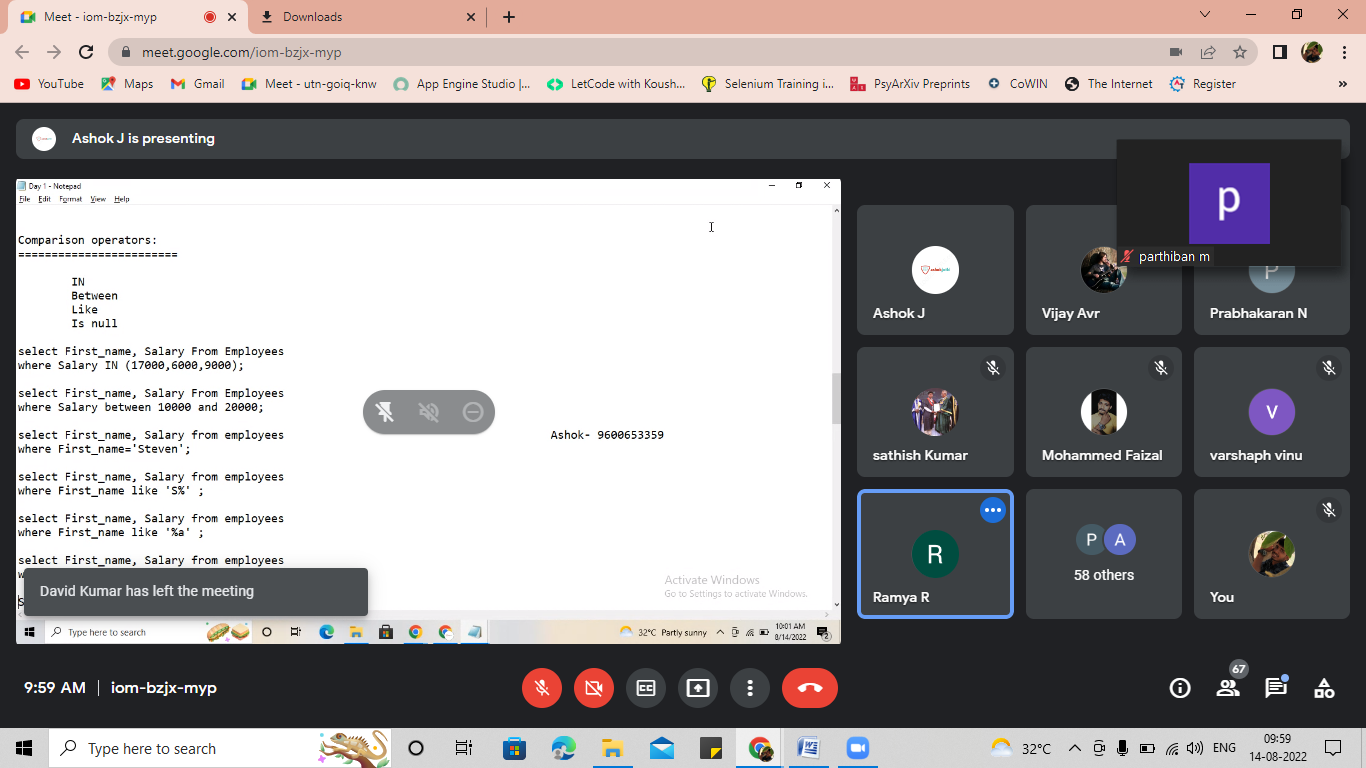 Meet - iom-bzjx-myp
Downloads
meet.google.com/iom-bzjx-myp
YouTube
Maps
Gmail
Meet - utn-goiq-knw
App Engine Studio |...
LetCode with Koush...
Selenium Training i...
PsyArXiv Preprints
CoWIN
The Internet
Register
Ashok J is presenting
Day 1 - Notepad
File Edit Format View Help
Comparison operators:
========================
IN
Between
Like
Is null
select First_name, Salary From Employees
where Salary IN (17000,6000,9000);
select First_name, Salary From Employees
where Salary between 10000 and 20000;
select First_name, Salary from employees
where First_name='Steven';
Ashok- 9600653359
select First_name, Salary from employees
where First_name like 'S%' ;
select First_name, Salary from employees
where First_name like '%a' ;
select First_name, Salary from employees
David Kumar has left the meeting
Activate Windows
Go to Settings to activate Windows.
Type here to search
32°C Partly sunny
10:01 AM
8/14/2022
2
p
parthiban m
Ashok J
Vijay Avr
P
Prabhakaran N
sathish Kumar
Mohammed Faizal
V
varshaph vinu
R
Ramya R
P A
58 others
You
9:59 AM | iom-bzjx-myp
67
Type here to search
32°C
ENG
09:59
14-08-2022